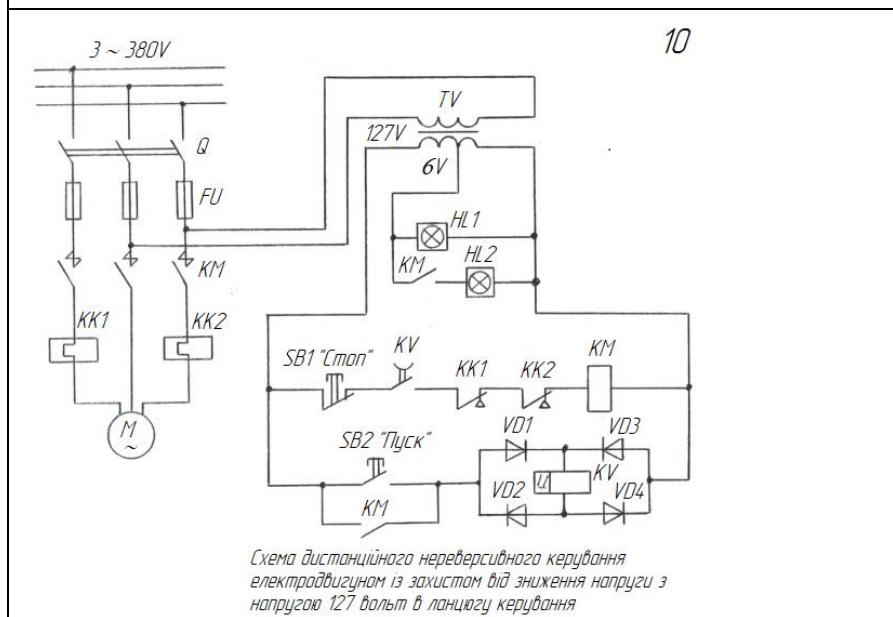 10
3 ~ 380V
TV
127V
6V
Q
FU
HL1
KM
HL2
KM
KK1
KK2
SB1 "Стоп"
KV
KK1
KK2
KM
M
~
SB2 "Пуск"
VD1
VD3
Ц
KV
VD2
VD4
KM
Схема дистанційного нереверсивного керування
електродвигуном із захистом від зниження напруги з
напругою 127 вольт в ланцюгу керування